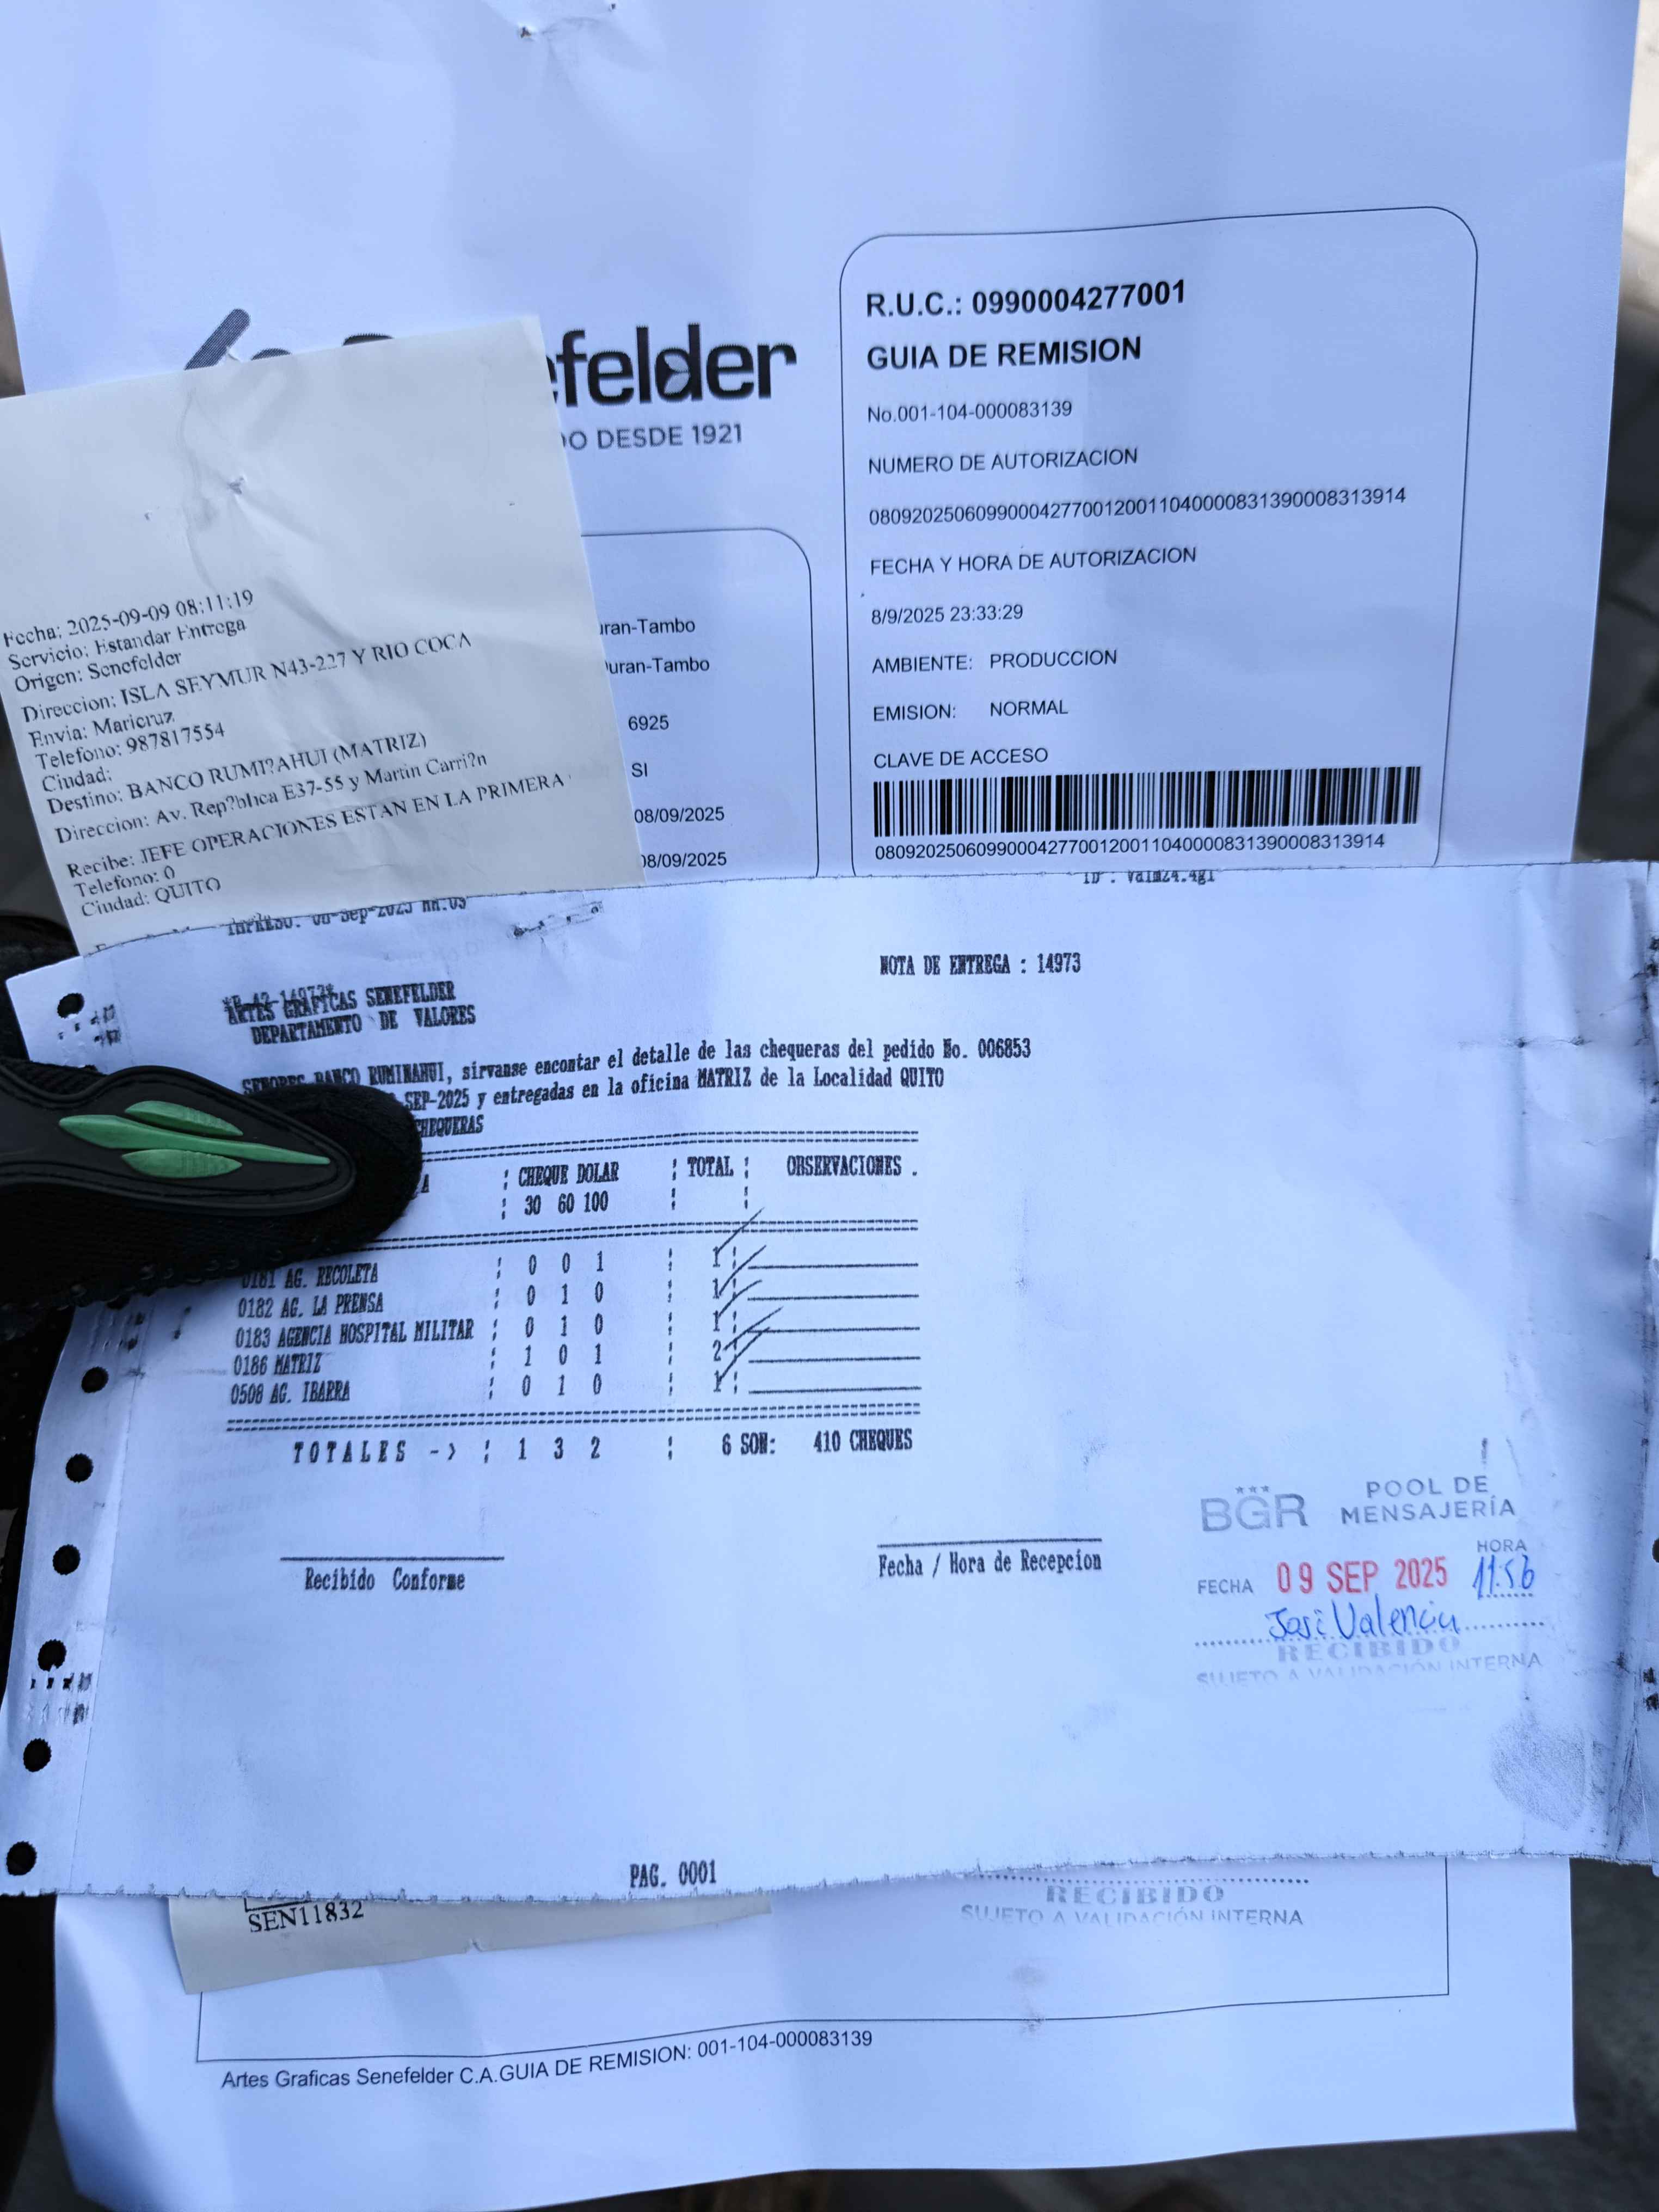 efelder
DO DESDE 1921
R.U.C.: 0990004277001
GUIA DE REMISION
No.001-104-000083139
NUMERO DE AUTORIZACION
0809202506099000427700120011040000831390008313914
FECHA Y HORA DE AUTORIZACION
8/9/2025 23:33:29
AMBIENTE: PRODUCCION
EMISION: NORMAL
CLAVE DE ACCESO
0809202506099000427700120011040000831390008313914
uran-Tambo
uran-Tambo
6925
SI
08/09/2025
08/09/2025
Fecha: 2025-09-09 08:11:19
Servicio: Estandar Entrega
Origen: Senefelder
Direccion: ISLA SEYMUR N43-227 Y RIO COCA
Envia: Maricruz
Telefono: 987817554
Ciudad:
Destino: BANCO RUMI?AHUI (MATRIZ)
Direccion: Av. Rep?blica E37-55 y Martin Carri?n
Recibe: JEFE OPERACIONES ESTAN EN LA PRIMERA
Telefono: 0
Ciudad: QUITO
NOTA DE ENTREGA : 14973
ARTES GRAFICAS SENEFELDER
DEPARTAMENTO DE VALORES
SENORES BANCO RUMINAHUI, sirvanse encontar el detalle de las chequeras del pedido No. 006853
SEP-2025 y entregadas en la oficina MATRIZ de la Localidad QUITO
CHEQUERAS
A ¦ CHEQUE DOLAR ¦ TOTAL ¦ OBSERVACIONES .
¦ 30 60 100 ¦ ¦
0181 AG. RECOLETA ¦ 0 0 1 ¦ 1 ¦
0182 AG. LA PRENSA ¦ 0 1 0 ¦ 1 ¦
0183 AGENCIA HOSPITAL MILITAR ¦ 0 1 0 ¦ 1 ¦
0186 MATRIZ ¦ 1 0 1 ¦ 2 ¦
0508 AG. IBARRA ¦ 0 1 0 ¦ 1 ¦
TOTALES -> ¦ 1 3 2 ¦ 6 SON: 410 CHEQUES
Recibido Conforme
Fecha / Hora de Recepcion
BGR POOL DE MENSAJERÍA
HORA
FECHA 09 SEP 2025 11:56
José Valencia
RECIBIDO
SUJETO A VALIDACIÓN INTERNA
PAG. 0001
SEN11832
RECIBIDO
SUJETO A VALIDACIÓN INTERNA
Artes Graficas Senefelder C.A.GUIA DE REMISION: 001-104-000083139